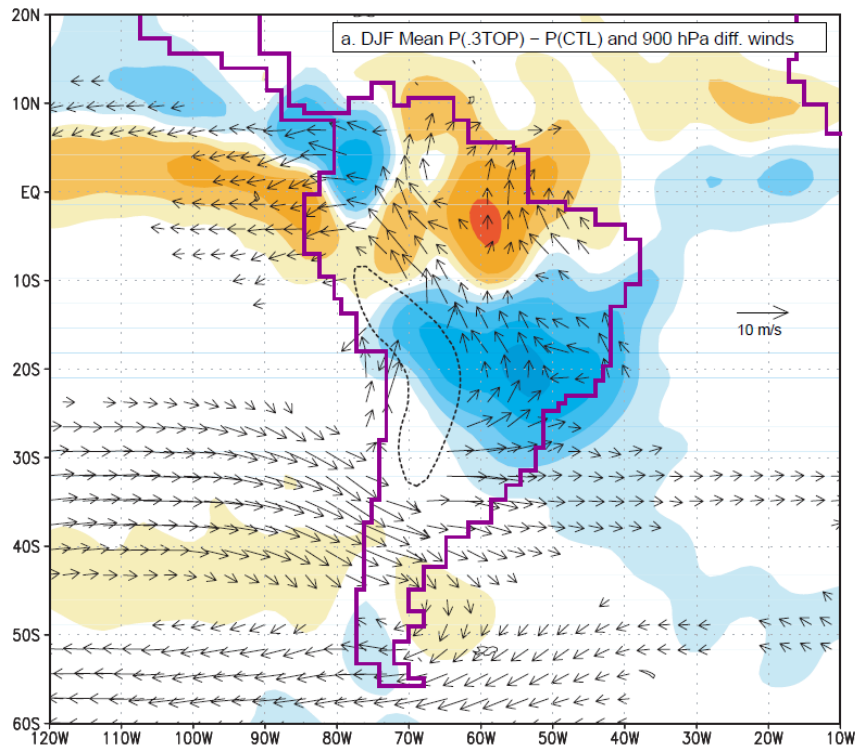 20N
a. DJF Mean P(.3TOP) − P(CTL) and 900 hPa diff. winds
10N
EQ
10S
10 m/s
20S
30S
40S
50S
60S
120W 110W 100W 90W 80W 70W 60W 50W 40W 30W 20W 10W